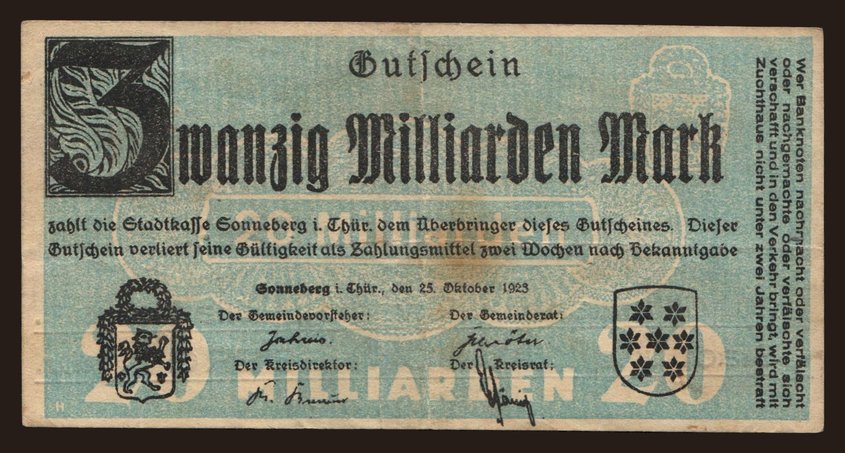 Gutschein
Zwanzig Milliarden Mark
zahlt die Stadtkasse Sonneberg i. Thür. dem Überbringer dieses Gutscheines. Dieser
Gutschein verliert seine Gültigkeit als Zahlungsmittel zwei Wochen nach Bekanntgabe
Sonneberg i. Thür., den 25. Oktober 1923
Der Gemeindevorsteher: Der Gemeinderat:
Der Kreisdirektor: Der Kreisrat:
20 MILLIARDEN 20
H
Wer Banknoten nachmacht oder verfälscht
oder nachgemachte oder verfälschte sich
verschafft und in den Verkehr bringt, wird mit
Zuchthaus nicht unter zwei Jahren bestraft